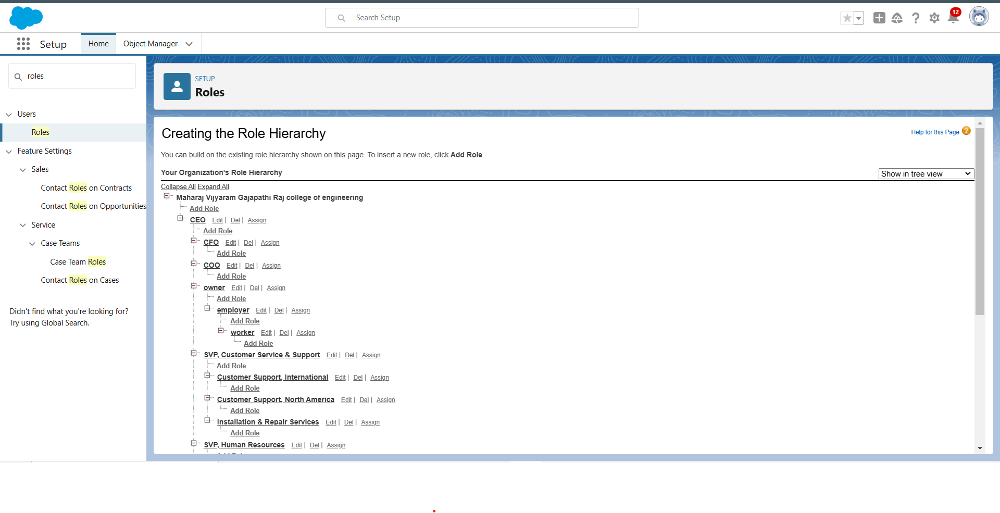 Search Setup
12
Setup
Home
Object Manager
roles
Users
Roles
Feature Settings
Sales
Contact Roles on Contracts
Contact Roles on Opportunities
Service
Case Teams
Case Team Roles
Contact Roles on Cases
Didn't find what you're looking for?
Try using Global Search.
SETUP
Roles
Creating the Role Hierarchy
Help for this Page ?
You can build on the existing role hierarchy shown on this page. To insert a new role, click Add Role.
Your Organization's Role Hierarchy
Show in tree view
Collapse All Expand All
Maharaj Vijyaram Gajapathi Raj college of engineering
Add Role
CEO Edit | Del | Assign
Add Role
CFO Edit | Del | Assign
Add Role
COO Edit | Del | Assign
Add Role
owner Edit | Del | Assign
Add Role
employer Edit | Del | Assign
Add Role
worker Edit | Del | Assign
Add Role
SVP, Customer Service & Support Edit | Del | Assign
Add Role
Customer Support, International Edit | Del | Assign
Add Role
Customer Support, North America Edit | Del | Assign
Add Role
Installation & Repair Services Edit | Del | Assign
Add Role
SVP, Human Resources Edit | Del | Assign